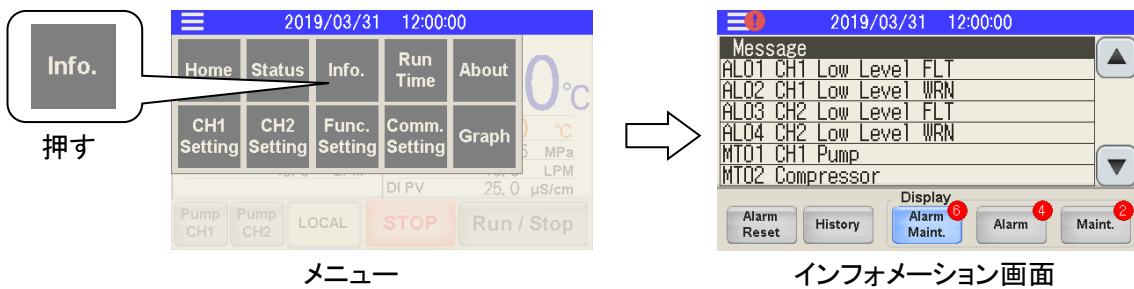 Info.
押す
2019/03/31 12:00:00
Home Status Info. Run Time About
CH1 Setting CH2 Setting Func. Setting Comm. Setting Graph
0℃
℃
5 MPa
LPM
DI PV 25.0 μS/cm
Pump CH1 Pump CH2 LOCAL STOP Run / Stop
メニュー
2019/03/31 12:00:00
Message
AL01 CH1 Low Level FLT
AL02 CH1 Low Level WRN
AL03 CH2 Low Level FLT
AL04 CH2 Low Level WRN
MT01 CH1 Pump
MT02 Compressor
Display
Alarm Reset History Alarm Maint. 6 Alarm 4 Maint. 2
インフォメーション画面